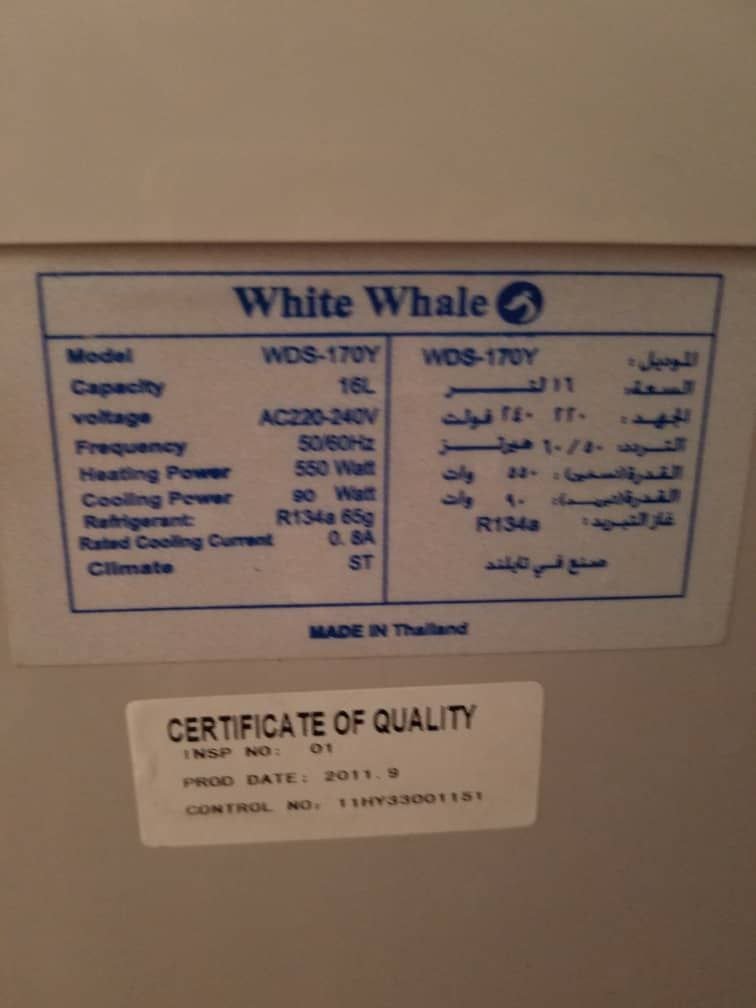 White Whale
Model WDS-170Y
Capacity 16L
voltage AC220-240V
Frequency 50/60Hz
Heating Power 550 Watt
Cooling Power 90 Watt
Refrigerant: R134a 65g
Rated Cooling Current 0.8A
Climate ST
الموديل: WDS-170Y
السعة: ١٦ لتـــــر
الجهد: ٢٢٠ ٢٤٠ فولت
التردد: ٥٠/٦٠ هيرتـــز
القدرة(تسخين): ٥٥٠ وات
القدرة(تبريـــد): ٩٠ وات
غاز التبريد: R134a
صنع في تايلند
MADE IN Thailand
CERTIFICATE OF QUALITY
INSP NO: 01
PROD DATE: 2011.9
CONTROL NO: 11HY33001151